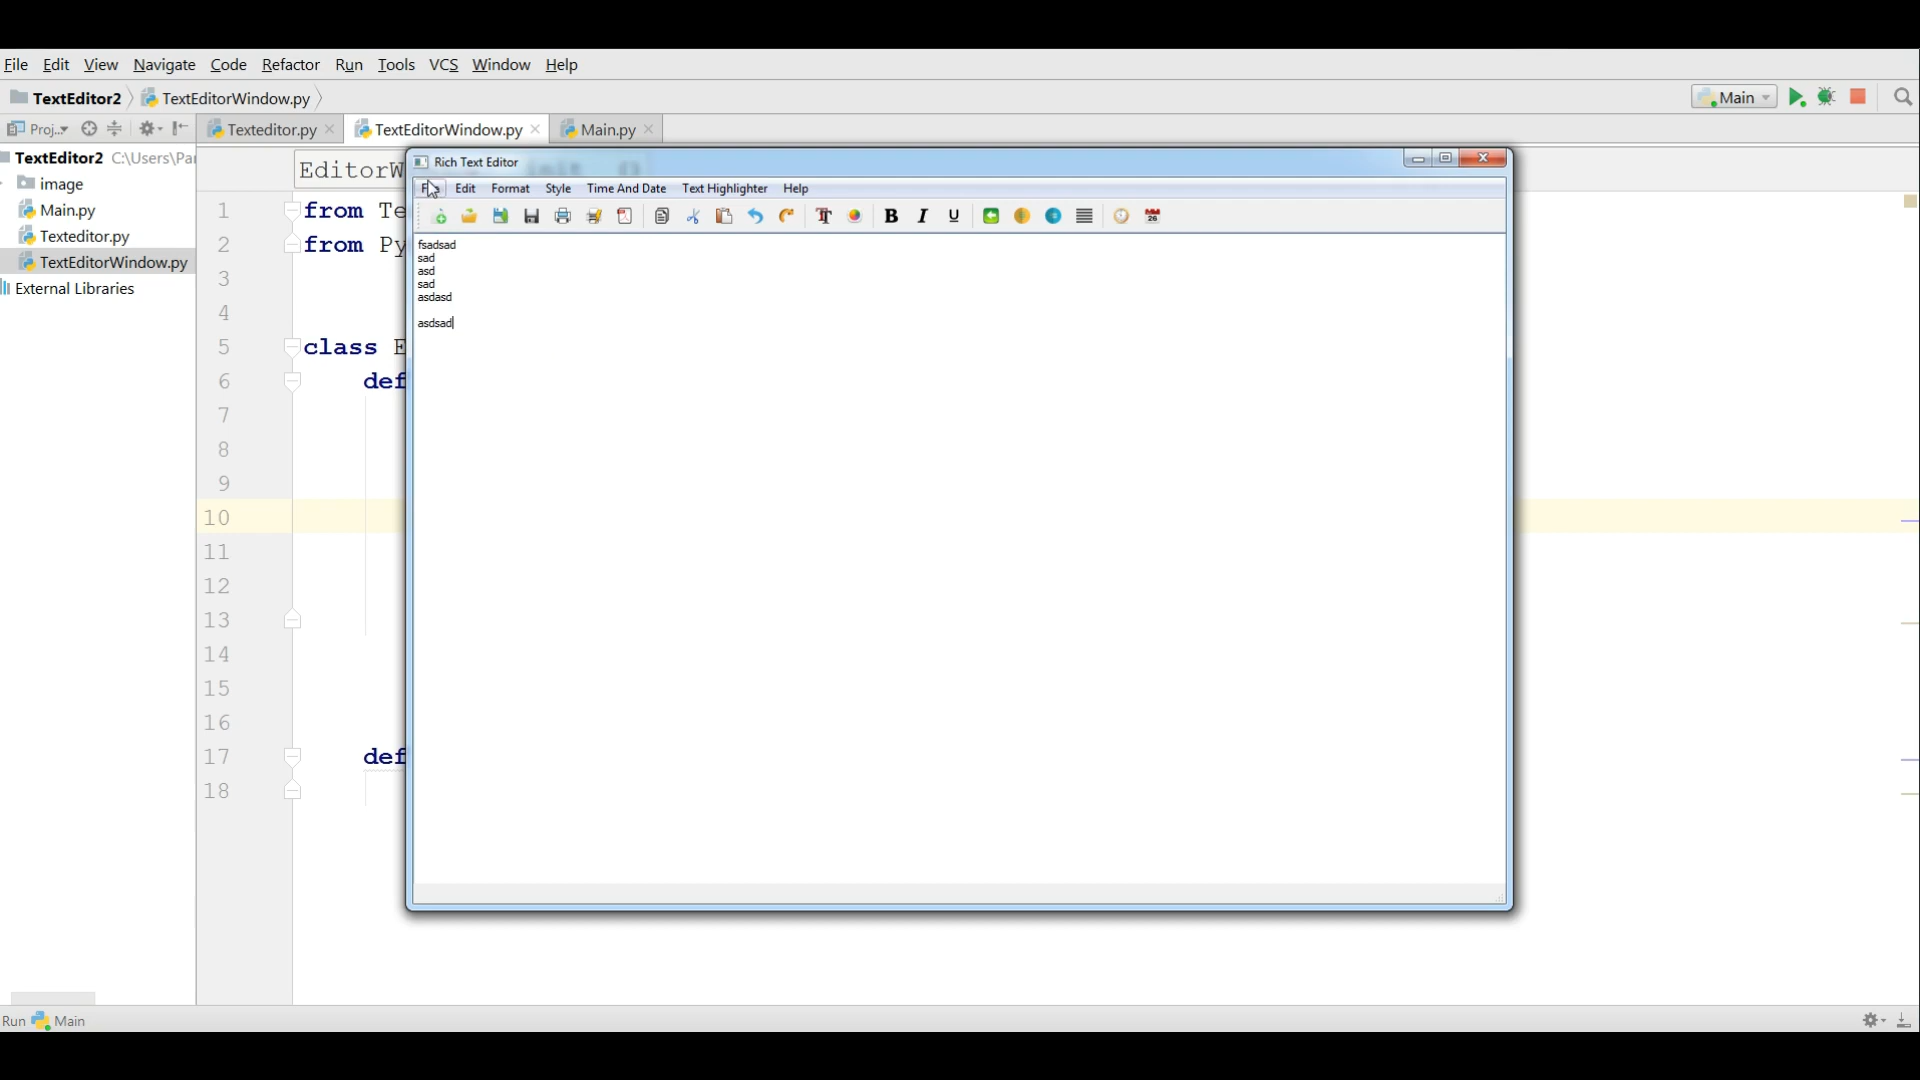 File Edit View Navigate Code Refactor Run Tools VCS Window Help
TextEditor2 TextEditorWindow.py
Main
Proj... Texteditor.py TextEditorWindow.py Main.py
TextEditor2 C:\Users\Par
image
Main.py
Texteditor.py
TextEditorWindow.py
External Libraries
EditorW
1 from Te
2 from Py
3
4
5 class E
6 def
7
8
9
10
11
12
13
14
15
16
17 def
18
Rich Text Editor
Edit Format Style Time And Date Text Highlighter Help
B I U
26
fsadsad
sad
asd
sad
asdasd
asdsad
Run Main